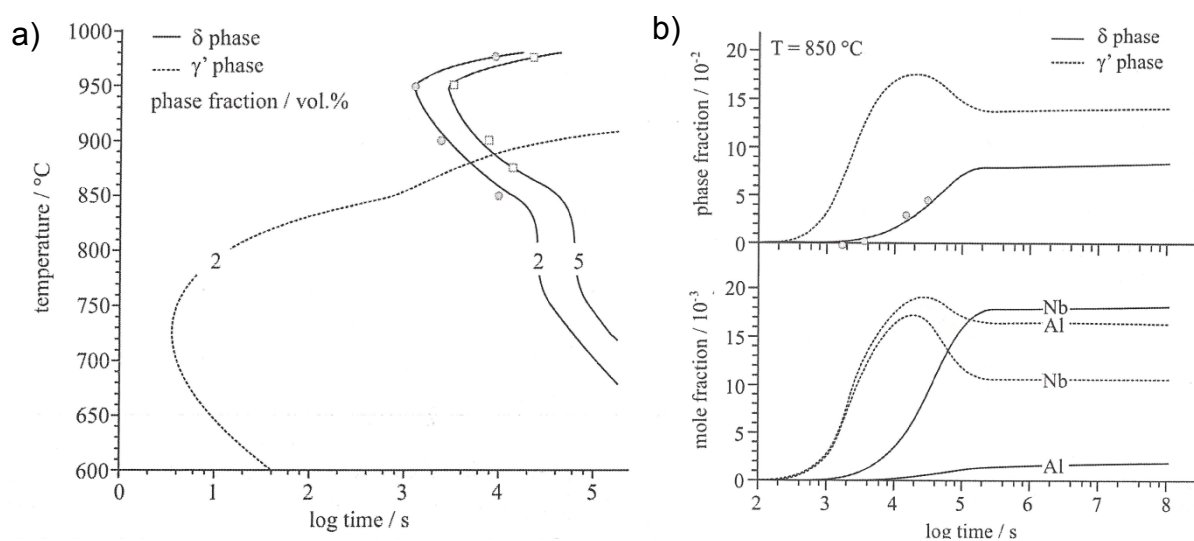 a)
1000
950
900
850
800
750
700
650
600
temperature / °C
δ phase
γ' phase
phase fraction / vol.%
2
2
5
0
1
2
3
4
5
log time / s
b)
T = 850 °C
δ phase
γ' phase
20
15
10
5
0
phase fraction / 10⁻²
20
15
10
5
0
mole fraction / 10⁻³
Nb
Al
Nb
Al
2
3
4
5
6
7
8
log time / s